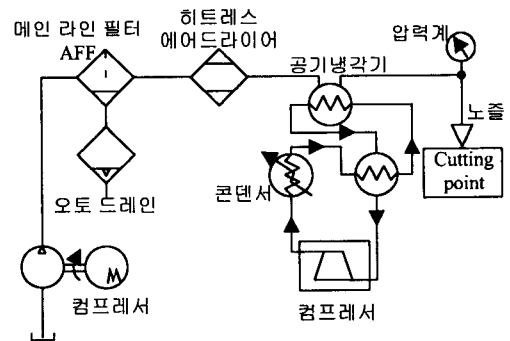 메인 라인 필터
AFF
히트레스
에어드라이어
공기냉각기
압력계
노즐
Cutting
point
콘덴서
오토 드레인
M
컴프레서
컴프레서